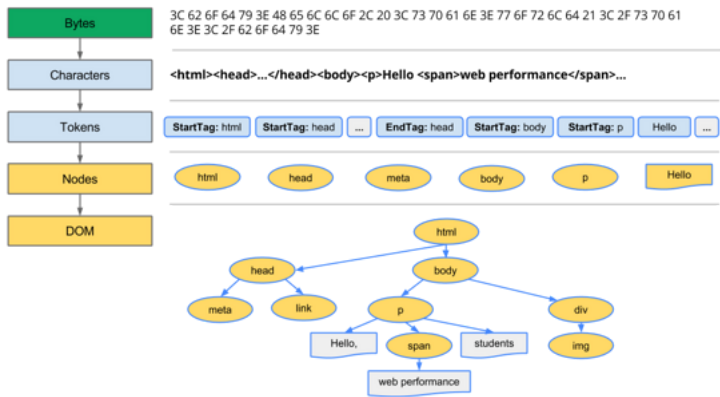 Bytes
3C 62 6F 64 79 3E 48 65 6C 6C 6F 2C 20 3C 73 70 61 6E 3E 77 6F 72 6C 64 21 3C 2F 73 70 61
6E 3E 3C 2F 62 6F 64 79 3E
Characters
<html><head>...</head><body><p>Hello <span>web performance</span>...
Tokens
StartTag: html
StartTag: head
...
EndTag: head
StartTag: body
StartTag: p
Hello
...
Nodes
html
head
meta
body
p
Hello
DOM
html
head
body
meta
link
p
div
Hello,
span
students
img
web performance